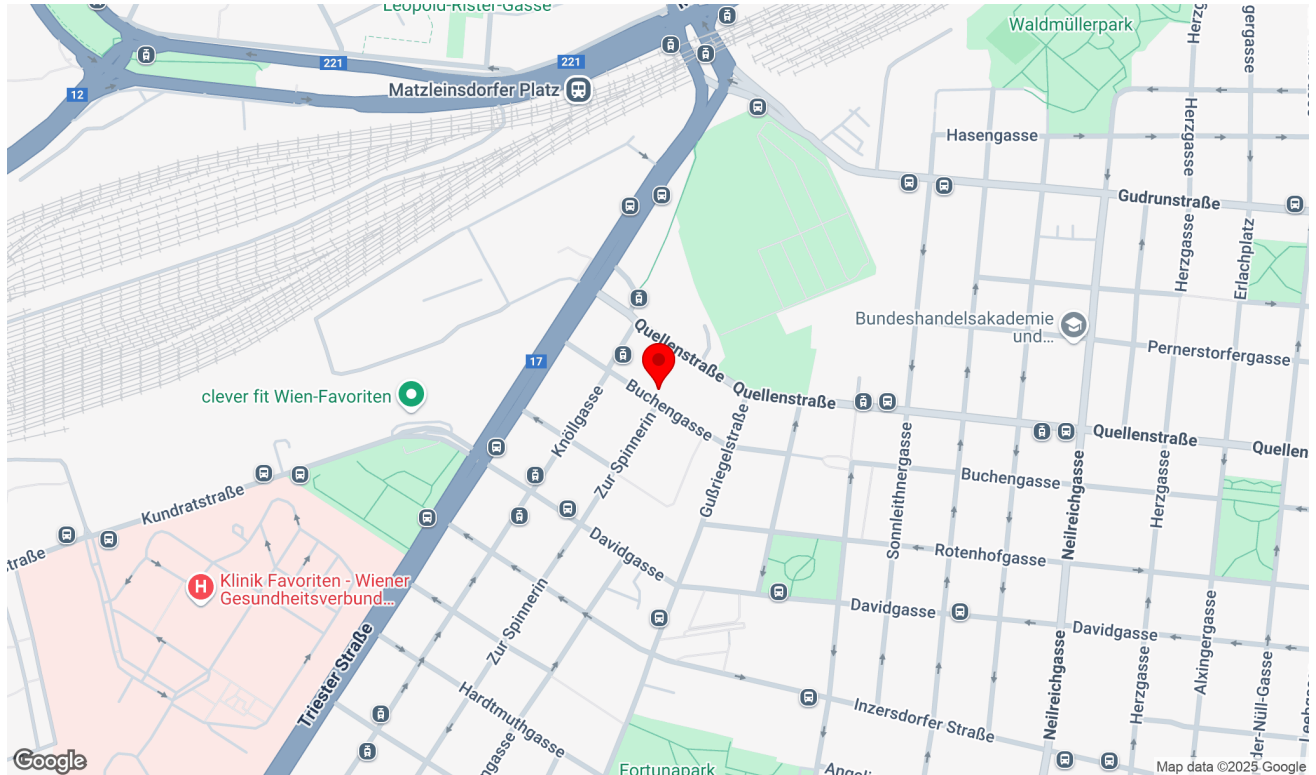 Leopold-Rister-Gasse
Waldmüllerpark
221
221
12
Matzleinsdorfer Platz
Hasengasse
Herzgasse
Gudrunstraße
Herzgasse
Erlachplatz
Bundeshandelsakademie
und...
Pernerstorfergasse
17
Quellenstraße
Quellenstraße
Quellenstraße
clever fit Wien-Favoriten
Buchengasse
Knöllgasse
Zur Spinnerin
Gußriegelstraße
Sonnleithnergasse
Buchengasse
Neilreichgasse
Herzgasse
Kundratstraße
Rotenhofgasse
Davidgasse
H
Klinik Favoriten - Wiener
Gesundheitsverbund...
Zur Spinnerin
Davidgasse
Davidgasse
Triester Straße
Alxingergasse
Neilreichgasse
Herzgasse
Hardtmuthgasse
Inzersdorfer Straße
Fortunapark
Google
Map data ©2025 Google